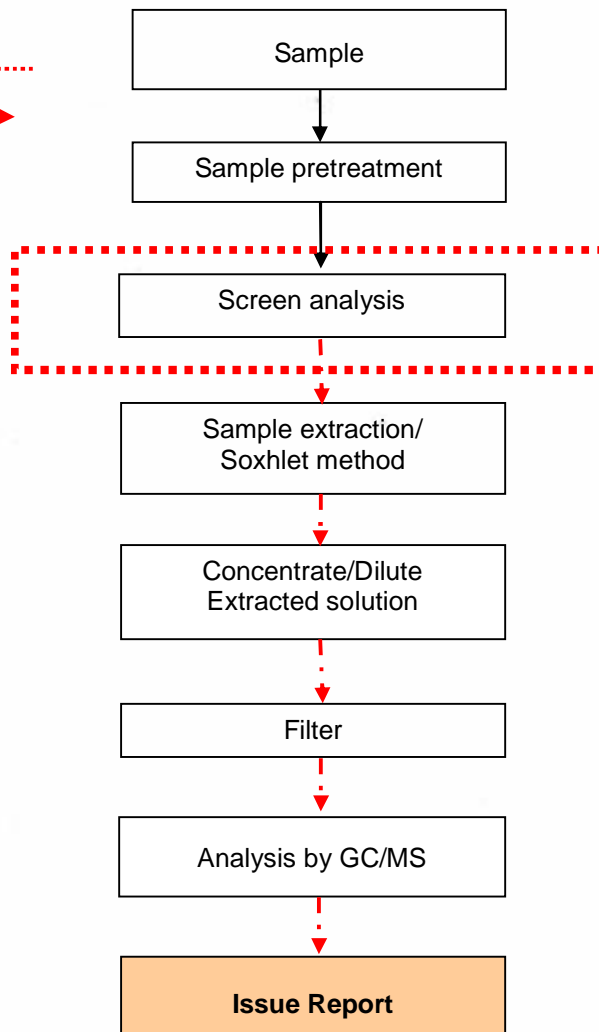 Sample
Sample pretreatment
Screen analysis
Sample extraction/
Soxhlet method
Concentrate/Dilute
Extracted solution
Filter
Analysis by GC/MS
Issue Report